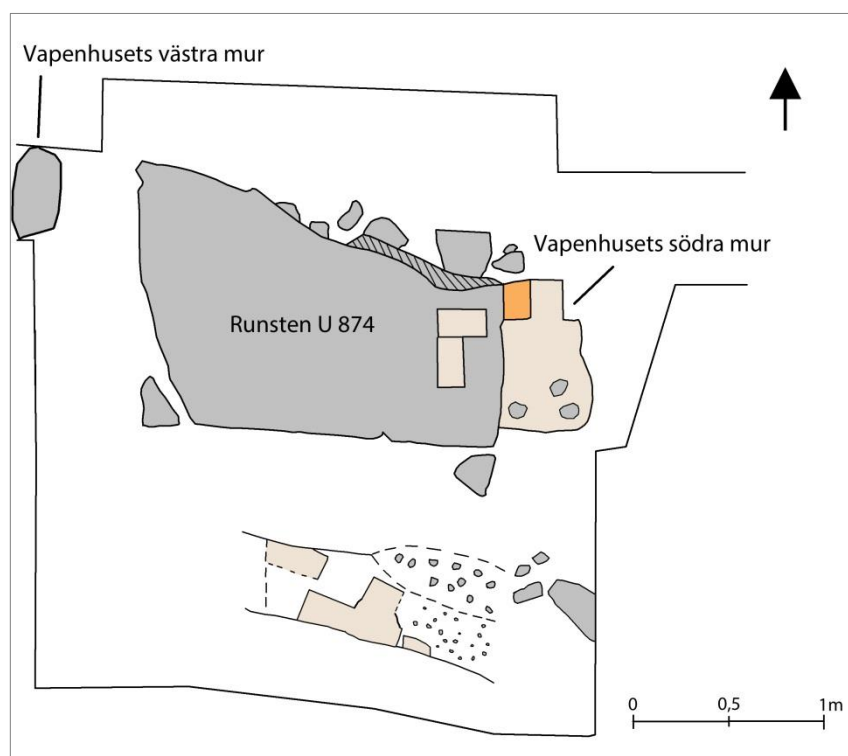 Vapenhusets västra mur
Vapenhusets södra mur
Runsten U 874
0 0,5 1m